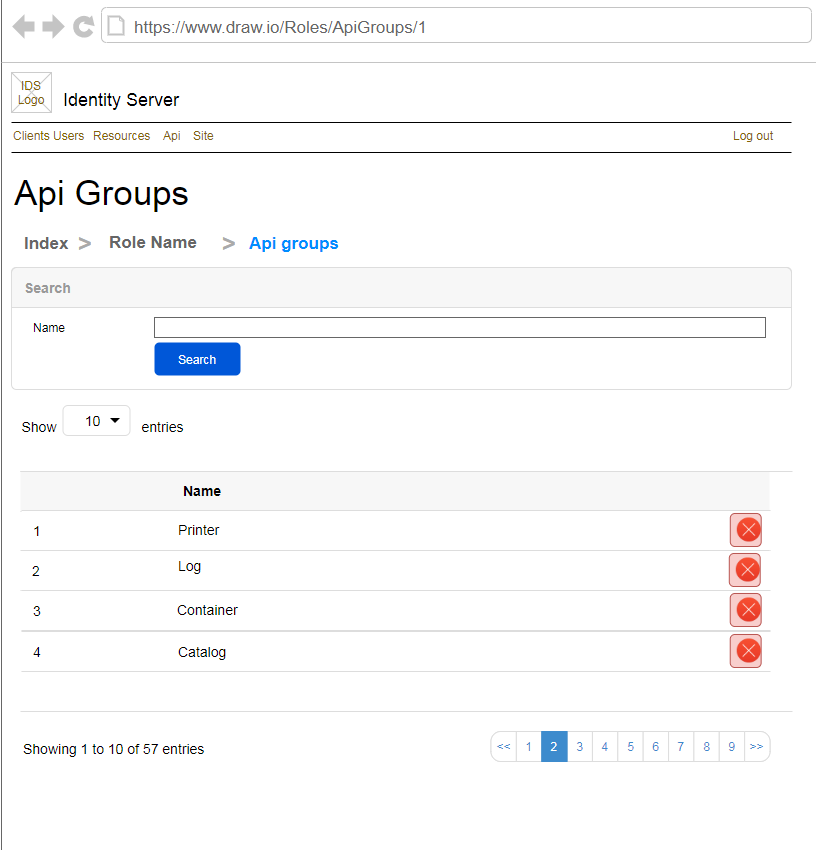 https://www.draw.io/Roles/ApiGroups/1
IDS
Logo
Identity Server
Clients Users Resources Api Site Log out
Api Groups
Index > Role Name > Api groups
Search
Name
Search
Show 10 entries
Name
1 Printer
2 Log
3 Container
4 Catalog
Showing 1 to 10 of 57 entries << 1 2 3 4 5 6 7 8 9 >>